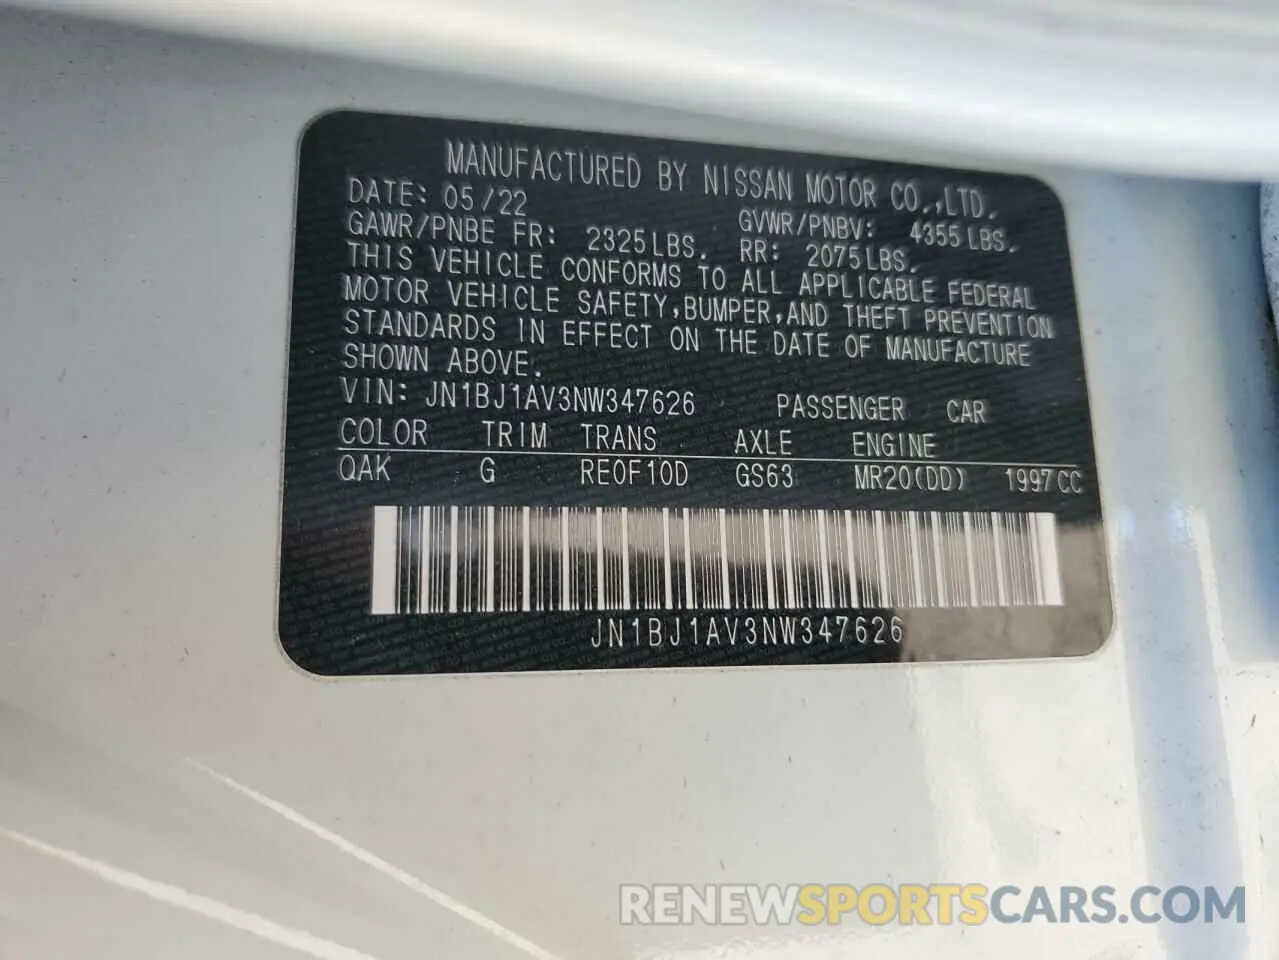 MANUFACTURED BY NISSAN MOTOR CO.,LTD.
DATE: 05/22 GVWR/PNBV: 4355LBS.
GAWR/PNBE FR: 2325LBS. RR: 2075LBS.
THIS VEHICLE CONFORMS TO ALL APPLICABLE FEDERAL
MOTOR VEHICLE SAFETY,BUMPER,AND THEFT PREVENTION
STANDARDS IN EFFECT ON THE DATE OF MANUFACTURE
SHOWN ABOVE.
VIN: JN1BJ1AV3NW347626 PASSENGER CAR
COLOR TRIM TRANS AXLE ENGINE
QAK G RE0F10D GS63 MR20(DD) 1997CC
JN1BJ1AV3NW347626
RENEWSPORTSCARS.COM